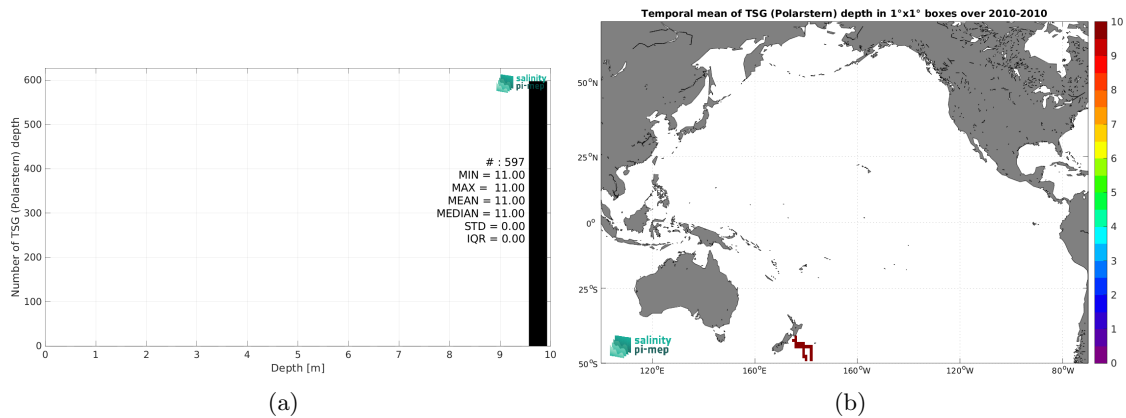 600
500
400
300
200
100
0
Number of TSG (Polarstern) depth
salinity
pi-mep
# : 597
MIN = 11.00
MAX = 11.00
MEAN = 11.00
MEDIAN = 11.00
STD = 0.00
IQR = 0.00
0 1 2 3 4 5 6 7 8 9 10
Depth [m]
(a)
Temporal mean of TSG (Polarstern) depth in 1°x1° boxes over 2010-2010
50°N
25°N
0°
25°S
50°S
salinity
pi-mep
120°E 160°E 160°W 120°W 80°W
10
9
8
7
6
5
4
3
2
1
0
(b)